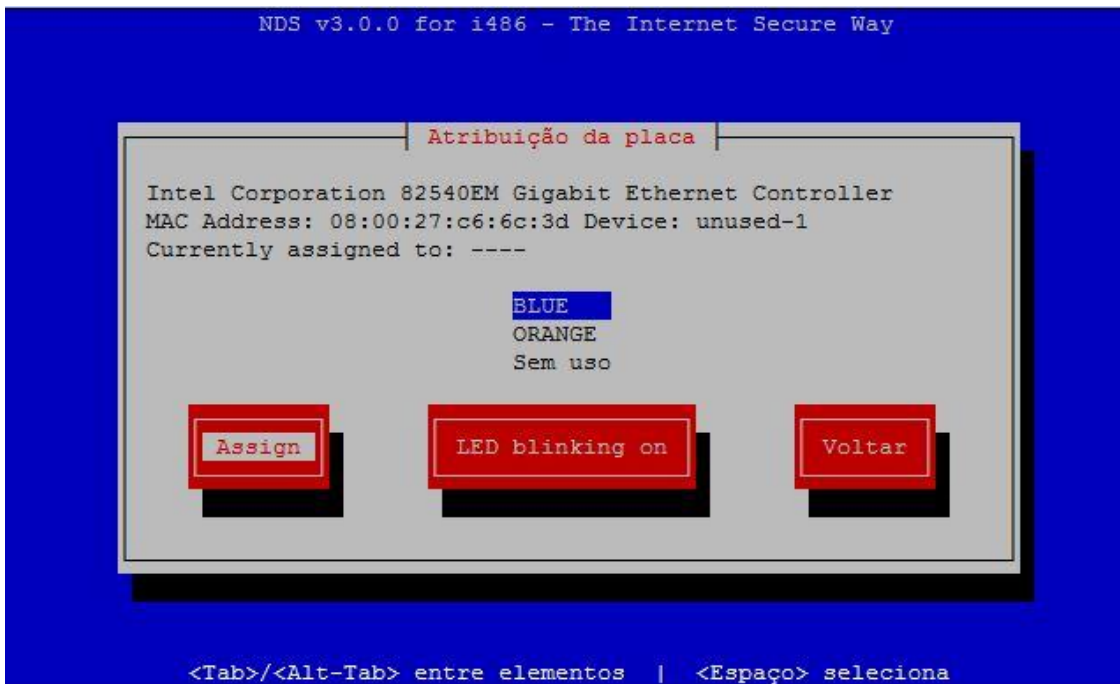 NDS v3.0.0 for i486 - The Internet Secure Way
Atribuição da placa
Intel Corporation 82540EM Gigabit Ethernet Controller
MAC Address: 08:00:27:c6:6c:3d Device: unused-1
Currently assigned to: ----
BLUE
ORANGE
Sem uso
Assign LED blinking on Voltar
<Tab>/<Alt-Tab> entre elementos | <Espaço> seleciona